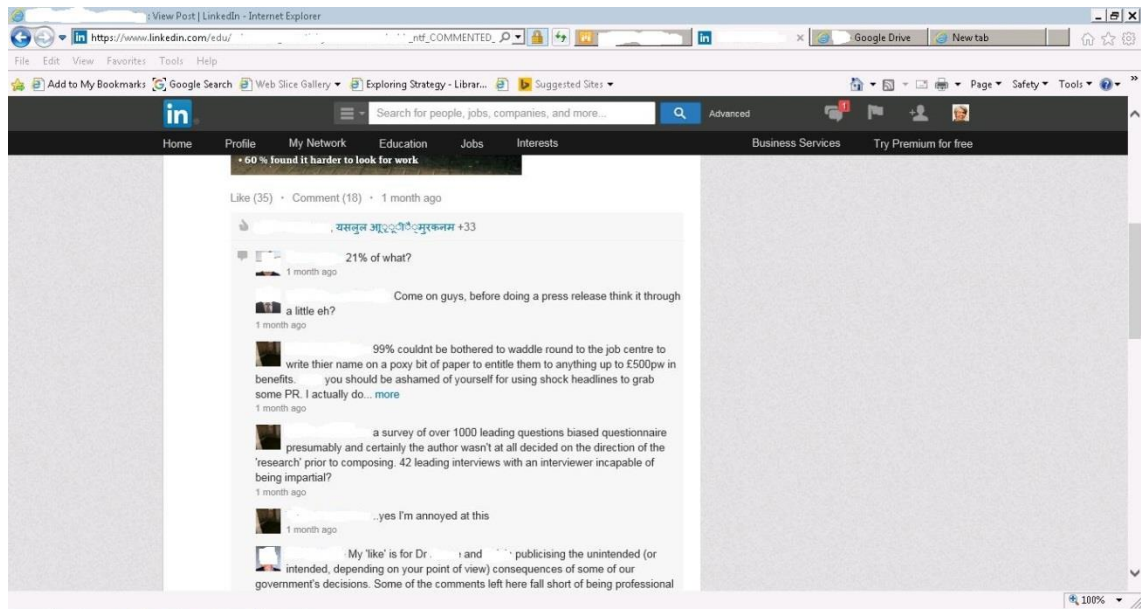 : View Post | LinkedIn - Internet Explorer
https://www.linkedin.com/edu/ _ntf_COMMENTED_
Google Drive
New tab
File Edit View Favorites Tools Help
Add to My Bookmarks Google Search Web Slice Gallery Exploring Strategy - Librar... Suggested Sites
Page Safety Tools
in Search for people, jobs, companies, and more... Advanced 1
Home Profile My Network Education Jobs Interests Business Services Try Premium for free
• 60 % found it harder to look for work
Like (35) · Comment (18) · 1 month ago
+33
21% of what?
1 month ago
Come on guys, before doing a press release think it through
a little eh?
1 month ago
99% couldnt be bothered to waddle round to the job centre to
write thier name on a poxy bit of paper to entitle them to anything up to £500pw in
benefits. you should be ashamed of yourself for using shock headlines to grab
some PR. I actually do... more
1 month ago
a survey of over 1000 leading questions biased questionnaire
presumably and certainly the author wasn't at all decided on the direction of the
'research' prior to composing. 42 leading interviews with an interviewer incapable of
being impartial?
1 month ago
..yes I'm annoyed at this
1 month ago
My 'like' is for Dr and publicising the unintended (or
intended, depending on your point of view) consequences of some of our
government's decisions. Some of the comments left here fall short of being professional
100%